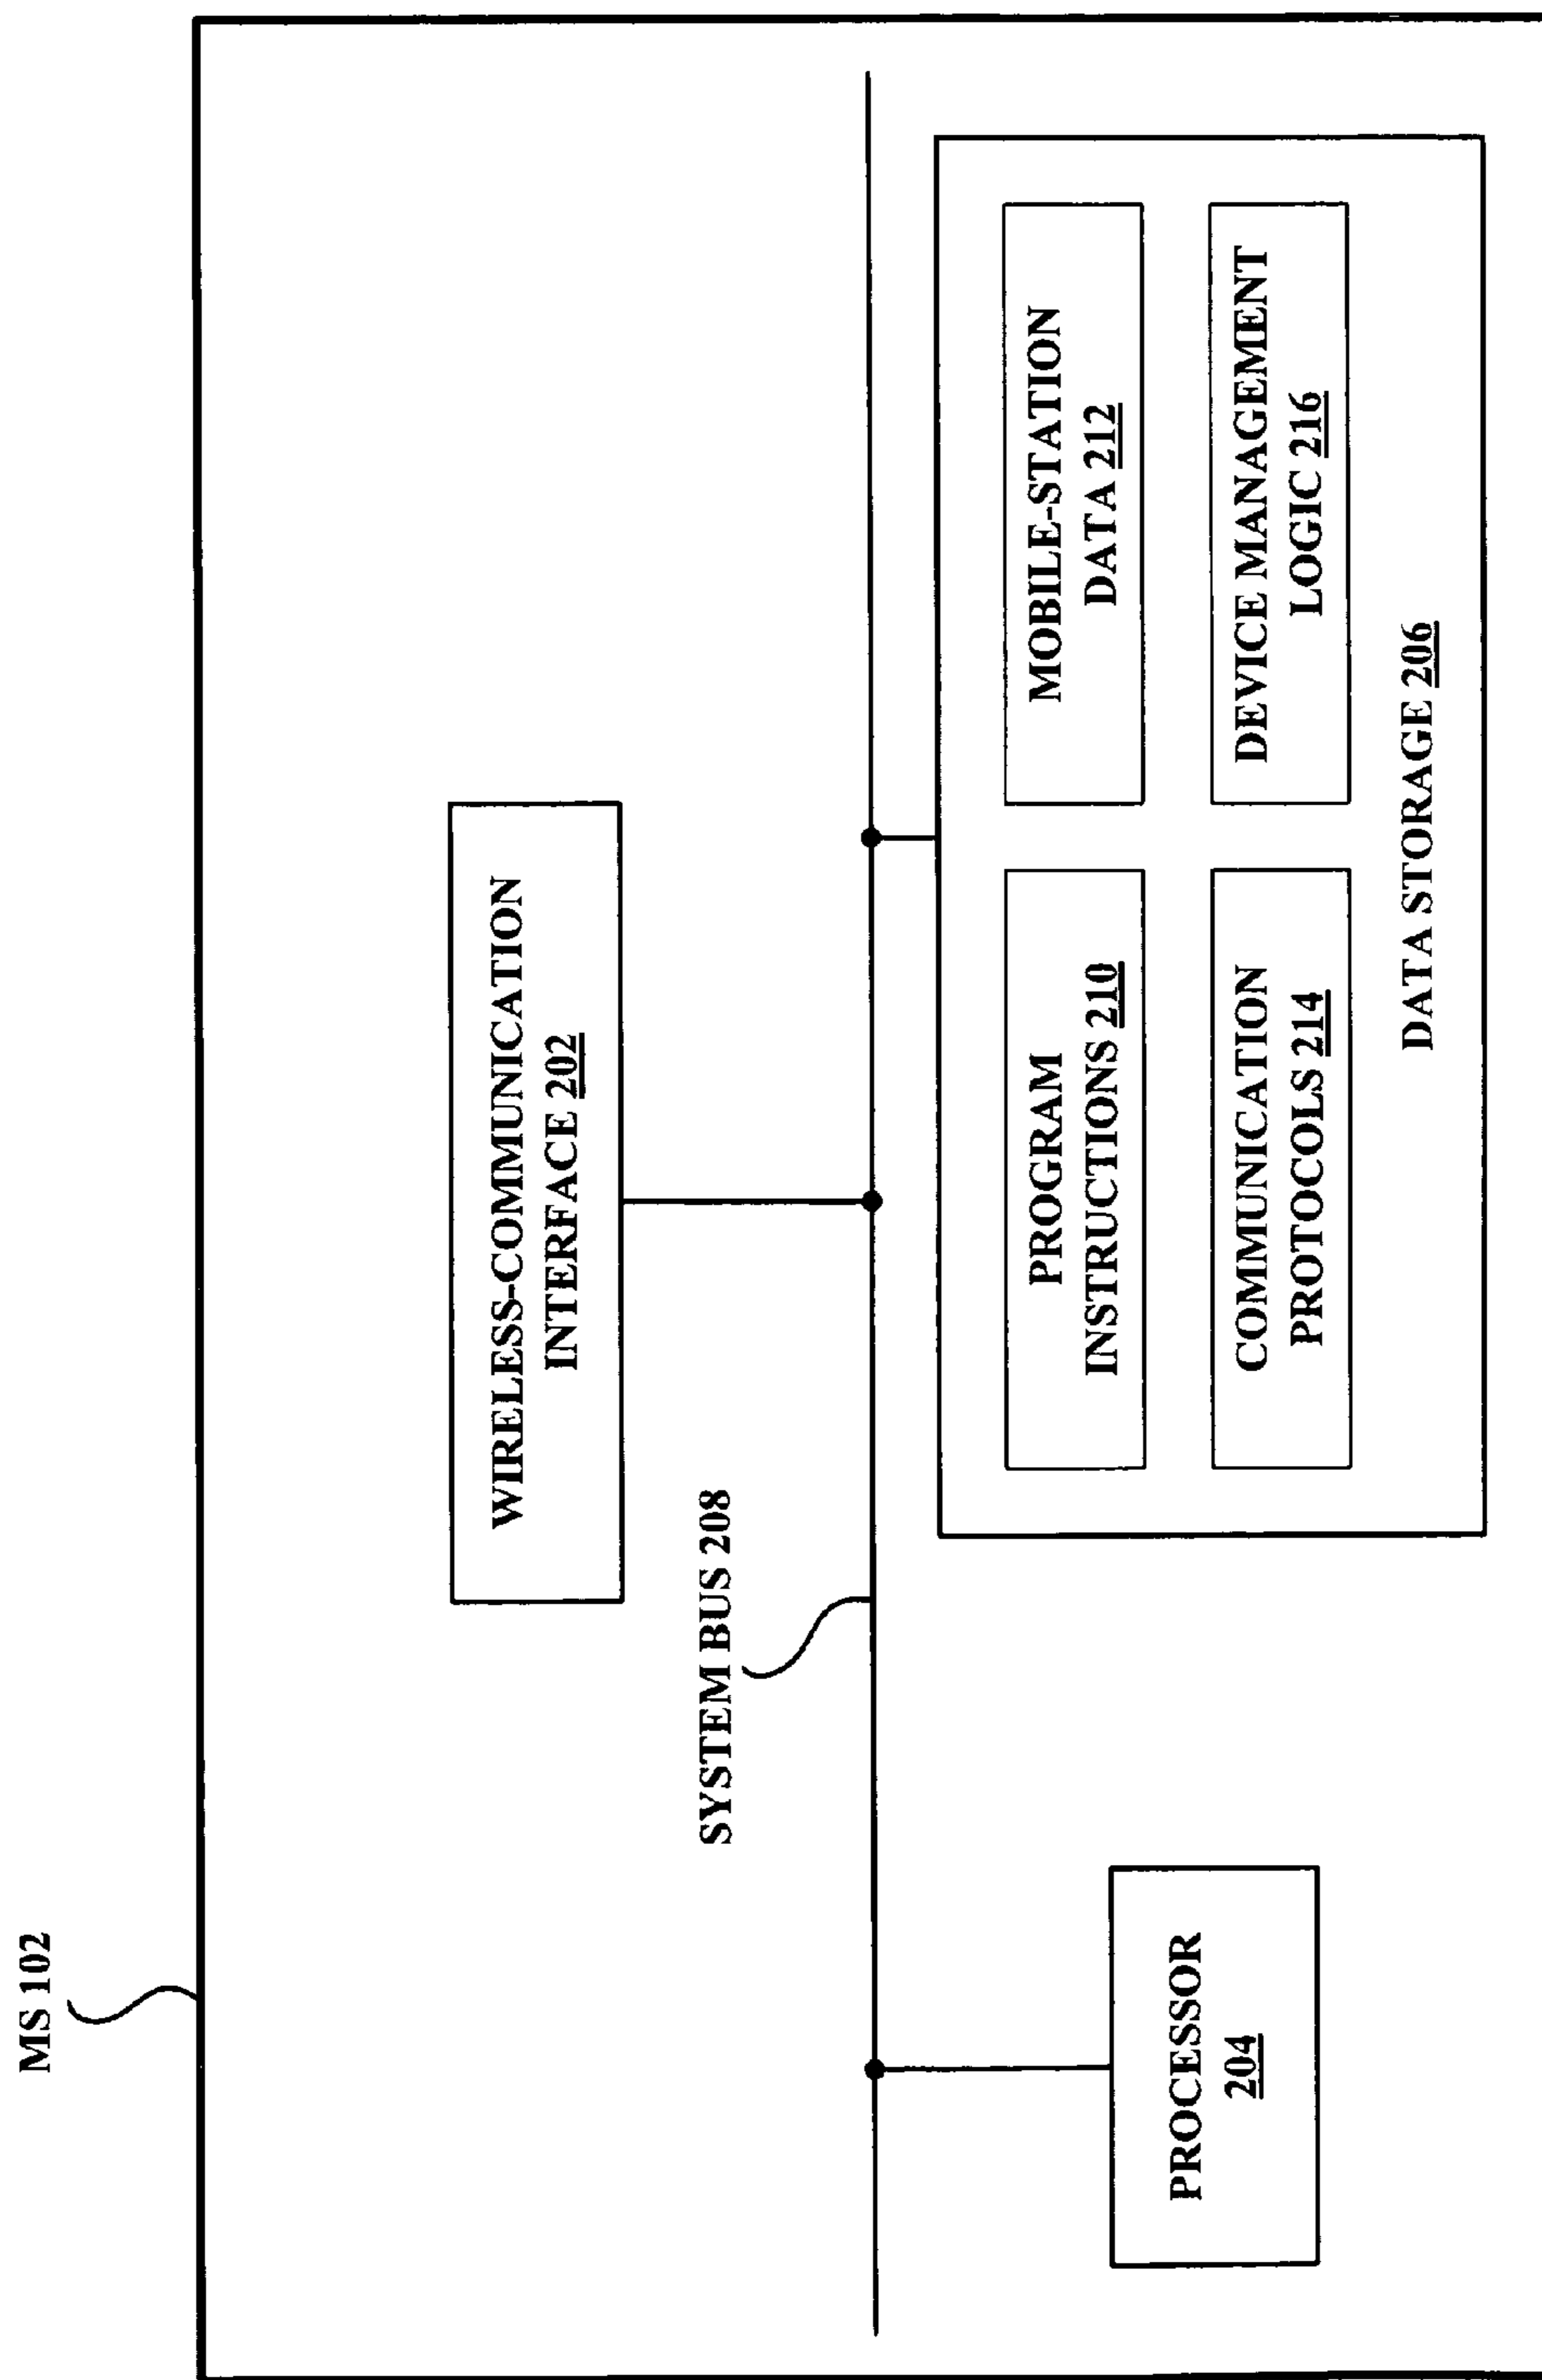 MS 102
WIRELESS-COMMUNICATION
INTERFACE 202
SYSTEM BUS 208
PROCESSOR
204
PROGRAM
INSTRUCTIONS 210
MOBILE-STATION
DATA 212
COMMUNICATION
PROTOCOLS 214
DEVICE MANAGEMENT
LOGIC 216
DATA STORAGE 206